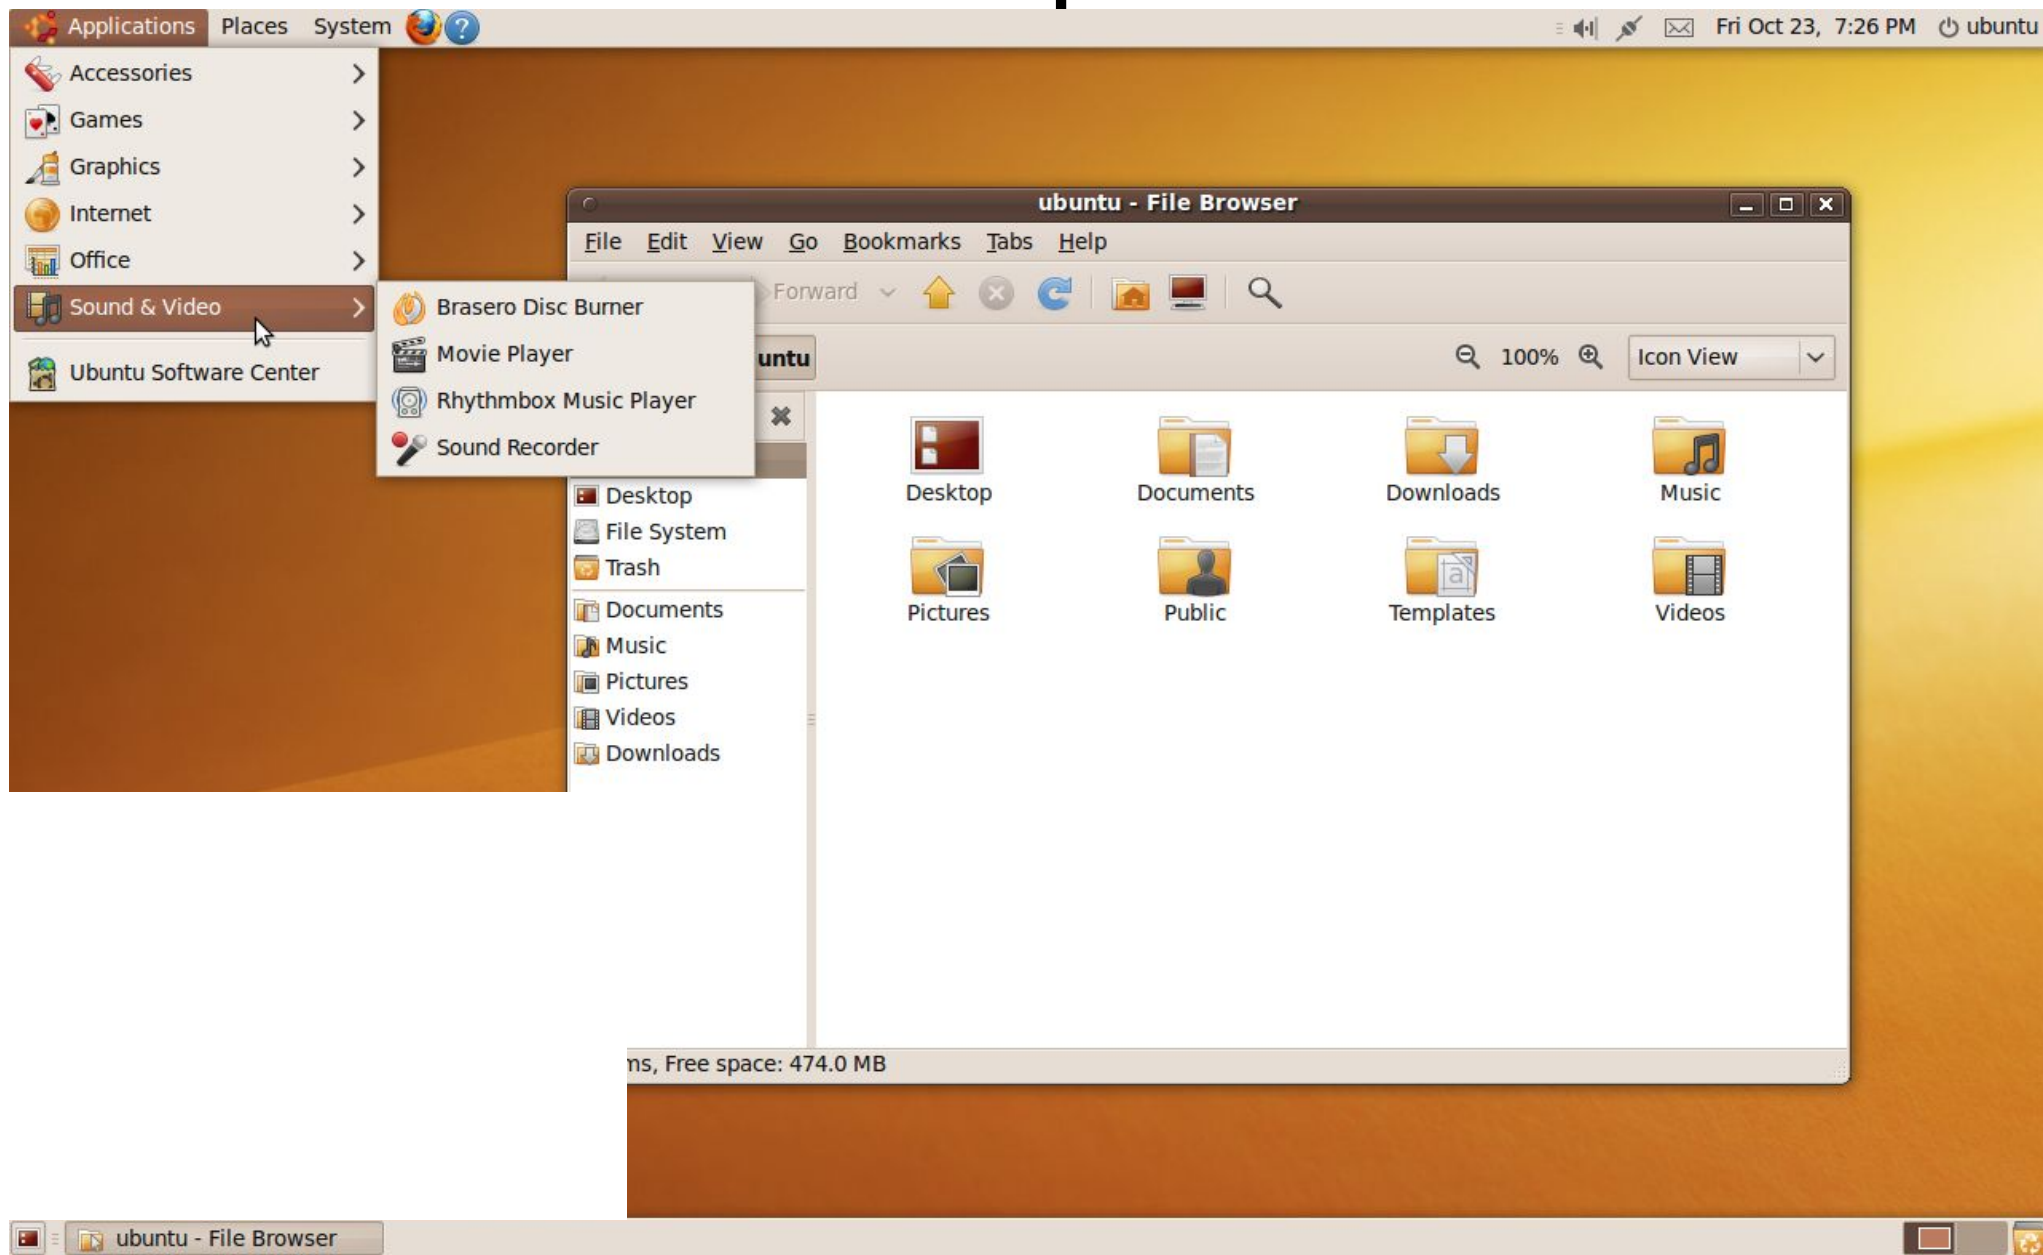 Applications Places System Fri Oct 23, 7:26 PM ubuntu
Accessories
Games
Graphics
Internet
Office
Sound & Video
Ubuntu Software Center
Brasero Disc Burner
Movie Player
Rhythmbox Music Player
Sound Recorder
ubuntu - File Browser
File Edit View Go Bookmarks Tabs Help
Forward
untu 100% Icon View
Desktop
File System
Trash
Documents
Music
Pictures
Videos
Downloads
Desktop Documents Downloads Music
Pictures Public Templates Videos
ms, Free space: 474.0 MB
ubuntu - File Browser